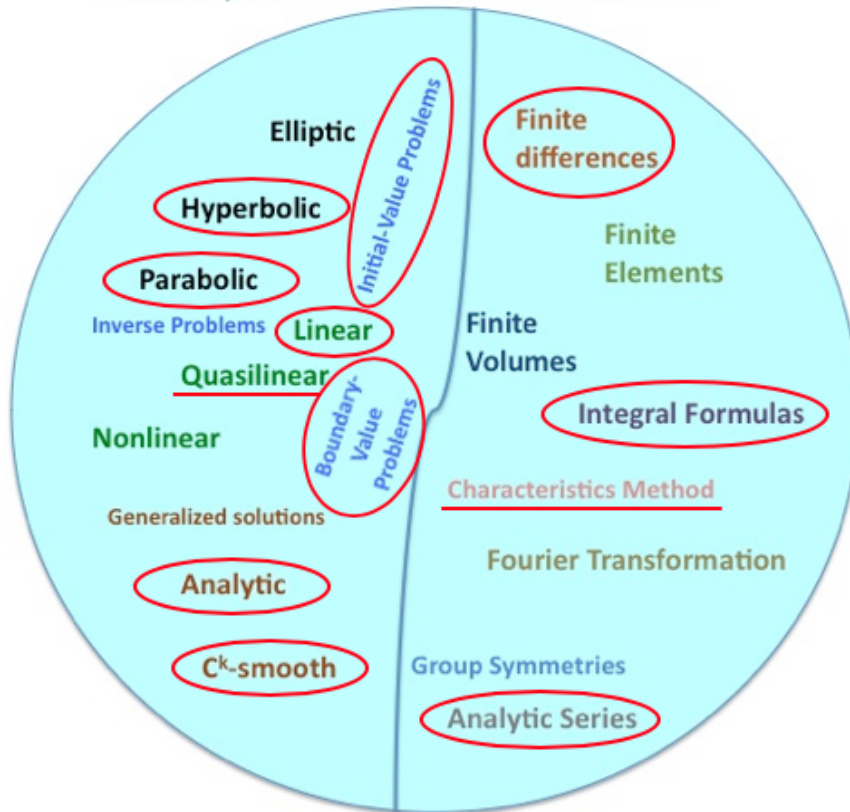 Elliptic
Initial-Value Problems
Hyperbolic
Parabolic
Inverse Problems
Linear
Quasilinear
Boundary-
Value
Problems
Nonlinear
Generalized solutions
Analytic
Cᵏ-smooth
Finite
differences
Finite
Elements
Finite
Volumes
Integral Formulas
Characteristics Method
Fourier Transformation
Group Symmetries
Analytic Series